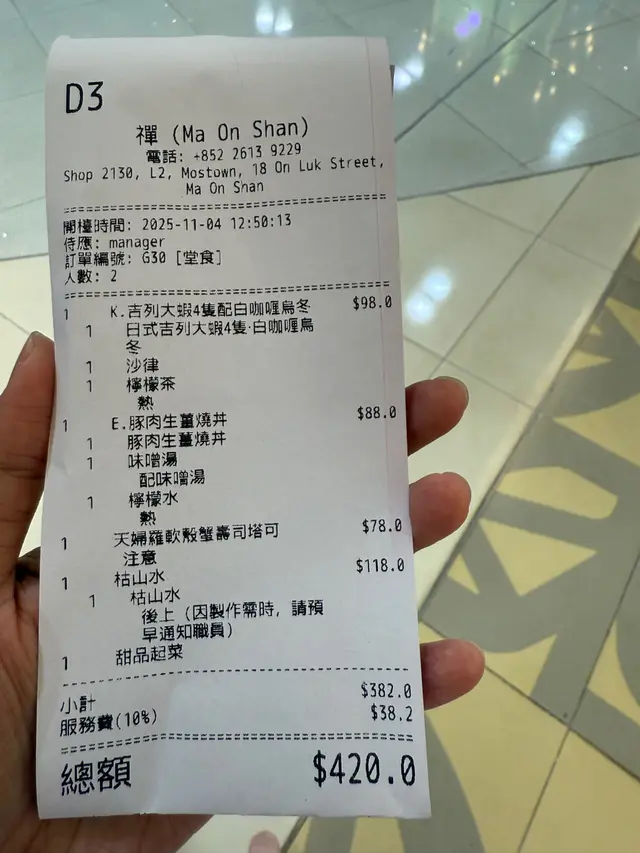 D3
禪 (Ma On Shan)
電話: +852 2613 9229
Shop 2130, L2, Mostown, 18 On Luk Street,
Ma On Shan
開檯時間: 2025-11-04 12:50:13
侍應: manager
訂單編號: G30 [堂食]
人數: 2
1 K.吉列大蝦4隻配白咖喱烏冬 $98.0
1 日式吉列大蝦4隻·白咖喱烏
冬
1 沙律
1 檸檬茶
熱
1 E.豚肉生薑燒丼 $88.0
1 豚肉生薑燒丼
1 味噌湯
配味噌湯
1 檸檬水
熱
1 天婦羅軟殼蟹壽司塔可 $78.0
注意
1 枯山水 $118.0
1 枯山水
後上 (因製作需時, 請預
早通知職員)
1 甜品起菜
小計 $382.0
服務費(10%) $38.2
總額 $420.0